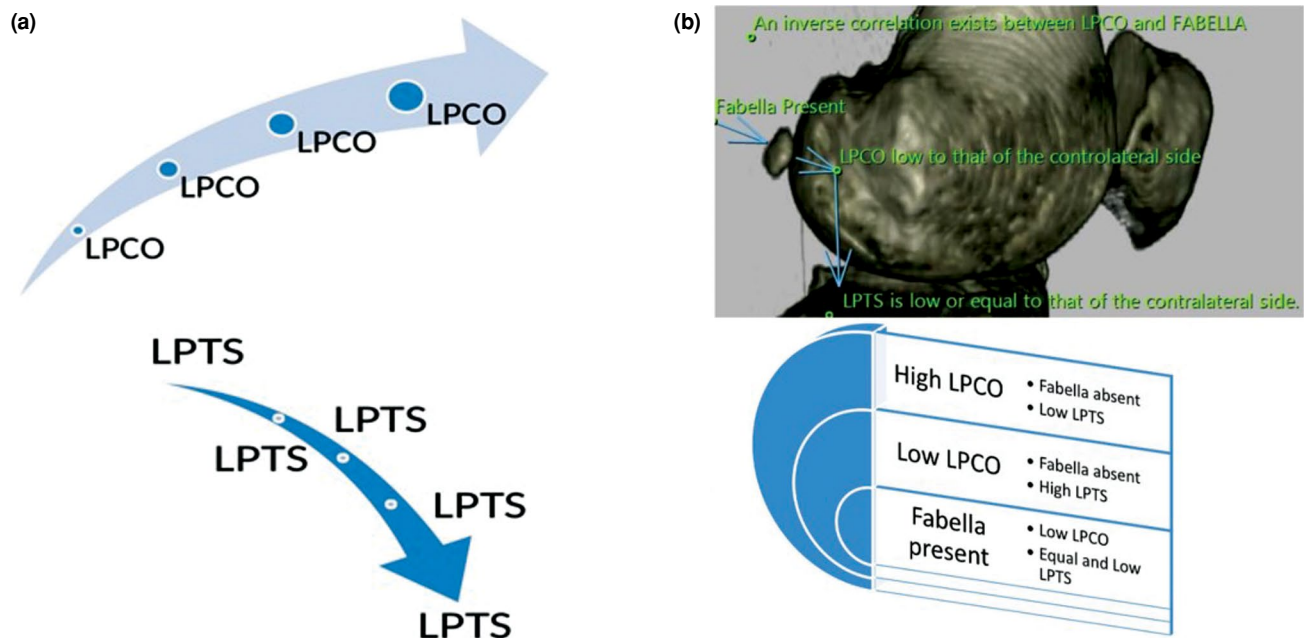 (a)
LPCO
LPCO
LPCO
LPCO
LPTS
LPTS
LPTS
LPTS
LPTS
(b)
An inverse correlation exists between LPCO and FABELLA
Fabella Present
LPCO low to that of the controlateral side
LPTS is low or equal to that of the contralateral side.
High LPCO
• Fabella absent
• Low LPTS
Low LPCO
• Fabella absent
• High LPTS
Fabella
present
• Low LPCO
• Equal and Low
LPTS